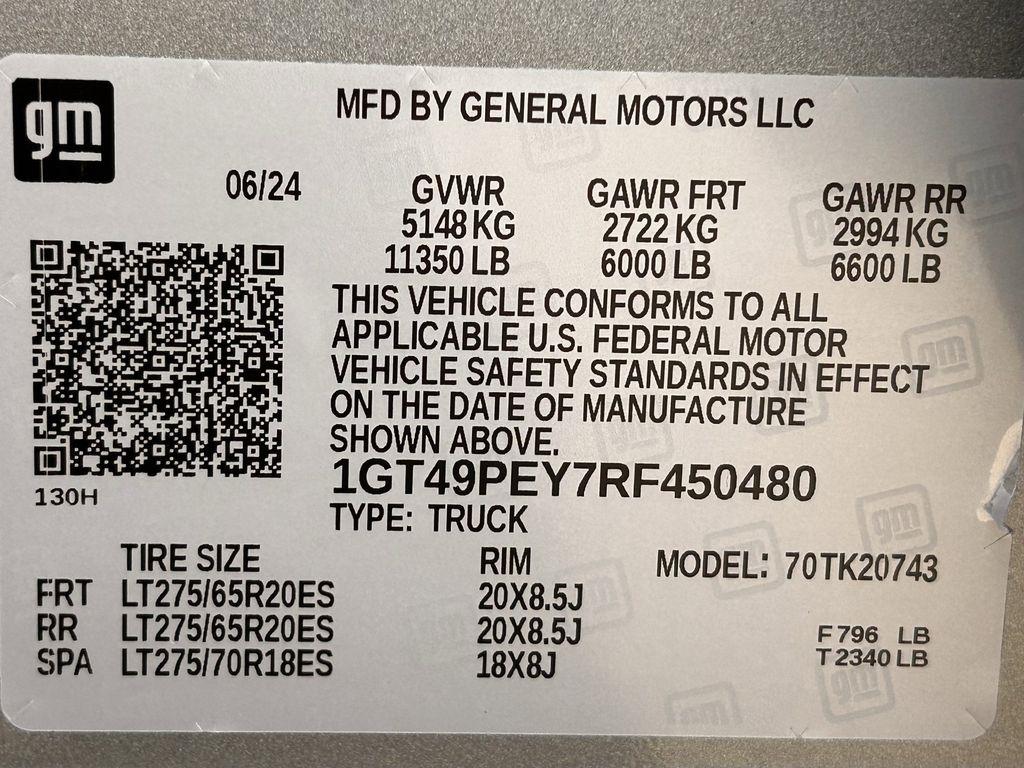 gm
MFD BY GENERAL MOTORS LLC
06/24 GVWR GAWR FRT GAWR RR
5148 KG 2722 KG 2994 KG
11350 LB 6000 LB 6600 LB
THIS VEHICLE CONFORMS TO ALL
APPLICABLE U.S. FEDERAL MOTOR
VEHICLE SAFETY STANDARDS IN EFFECT
ON THE DATE OF MANUFACTURE
SHOWN ABOVE.
1GT49PEY7RF450480
130H
TYPE: TRUCK
TIRE SIZE RIM MODEL: 70TK20743
FRT LT275/65R20ES 20X8.5J
RR LT275/65R20ES 20X8.5J F 796 LB
SPA LT275/70R18ES 18X8J T 2340 LB